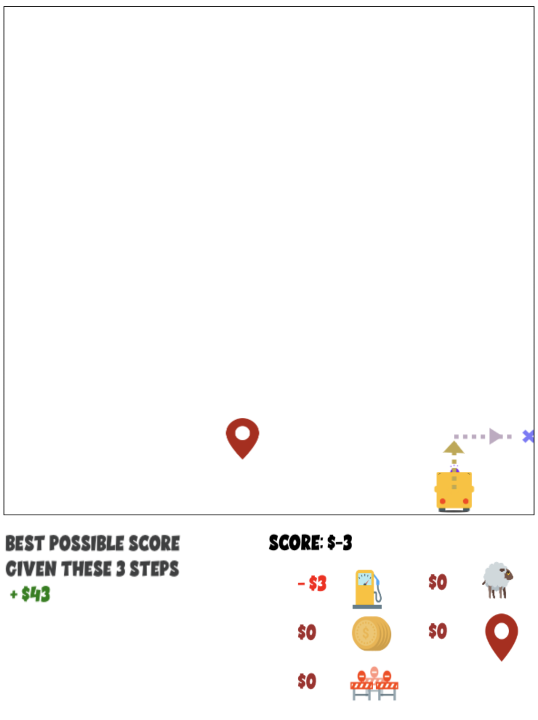 BEST POSSIBLE SCORE
GIVEN THESE 3 STEPS
+ $43
SCORE: $-3
- $3
$0
$0
$0
$0